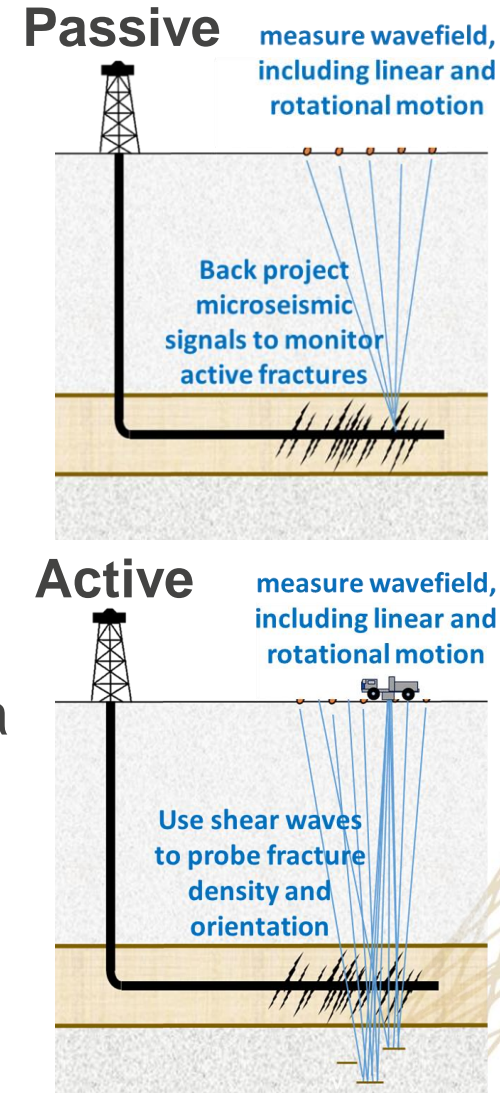 Passive
measure wavefield,
including linear and
rotational motion
Back project
microseismic
signals to monitor
active fractures
Active
measure wavefield,
including linear and
rotational motion
a
Use shear waves
to probe fracture
density and
orientation